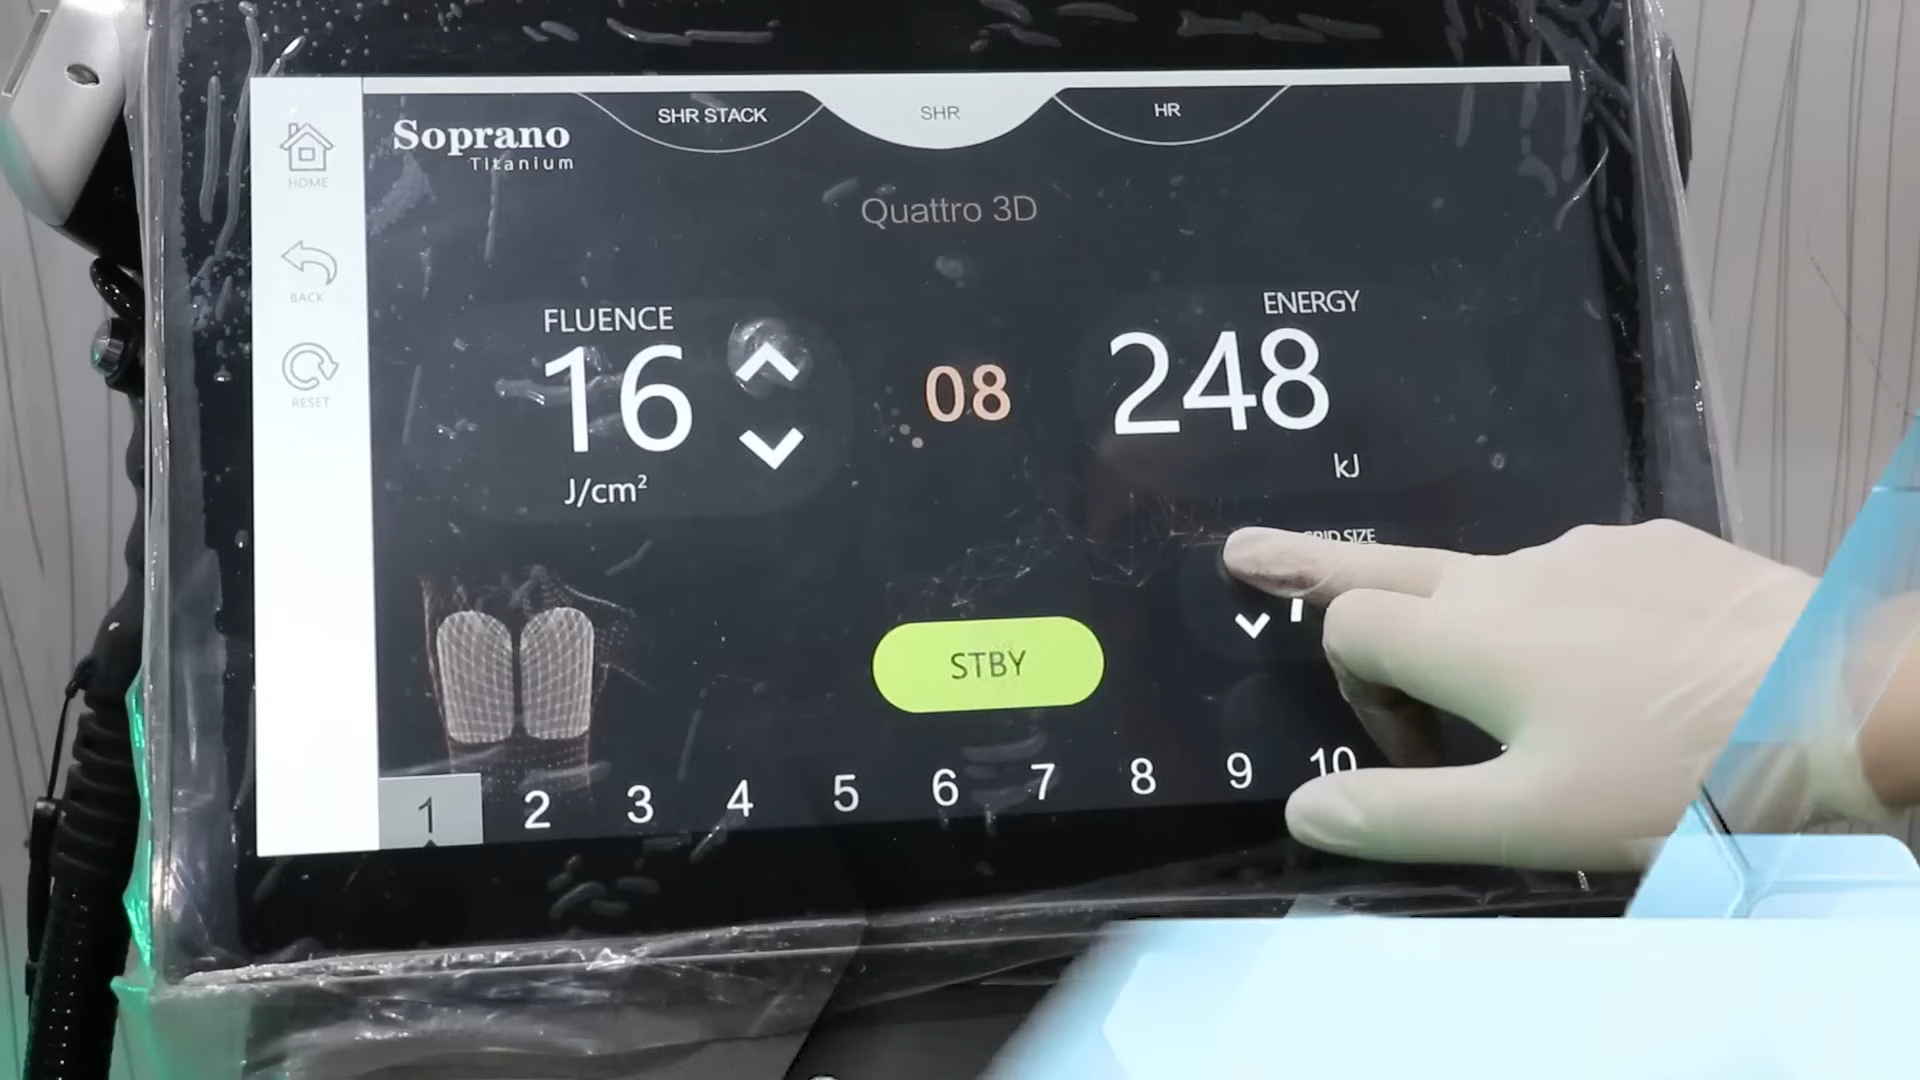 SHR STACK
SHR
HR
Soprano
Titanium
HOME
Quattro 3D
BACK
RESET
FLUENCE
16
J/cm²
08
ENERGY
248
kJ
SIZE
STBY
1 2 3 4 5 6 7 8 9 10